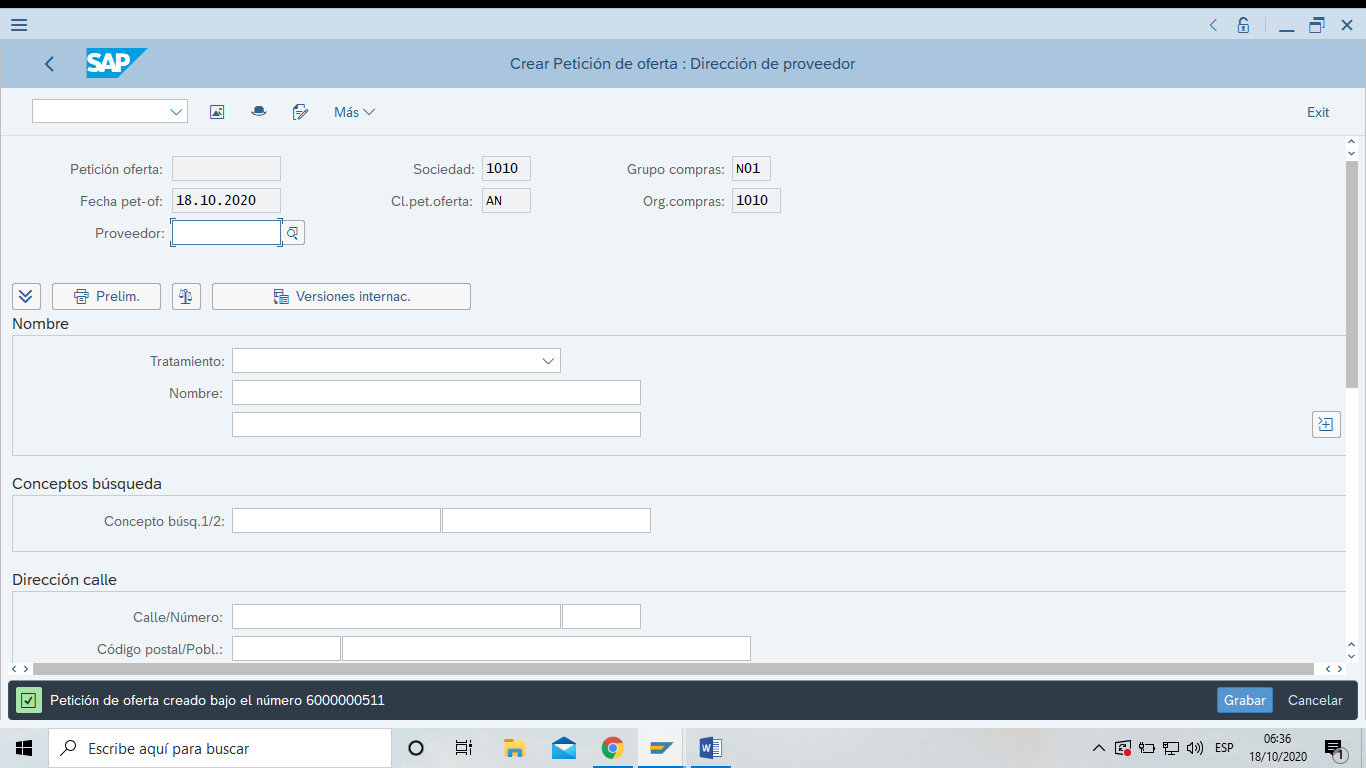 SAP
Crear Petición de oferta : Dirección de proveedor
Más
Exit
Petición oferta:
Sociedad: 1010
Grupo compras: N01
Fecha pet-of: 18.10.2020
Cl.pet.oferta: AN
Org.compras: 1010
Proveedor:
Prelim.
Versiones internac.
Nombre
Tratamiento:
Nombre:
Conceptos búsqueda
Concepto búsq.1/2:
Dirección calle
Calle/Número:
Código postal/Pobl.:
Petición de oferta creado bajo el número 6000000511
Grabar
Cancelar
Escribe aquí para buscar
ESP
06:36
18/10/2020
1